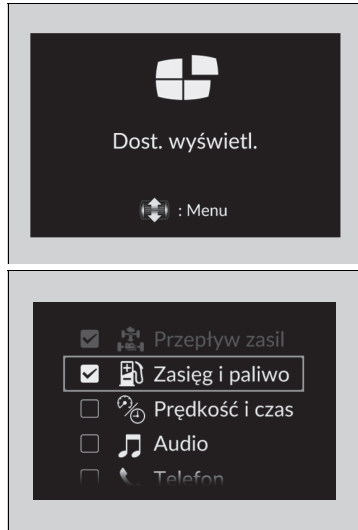 Dost. wyświetl.
: Menu
Przepływ zasil
Zasięg i paliwo
Prędkość i czas
Audio
Telefon